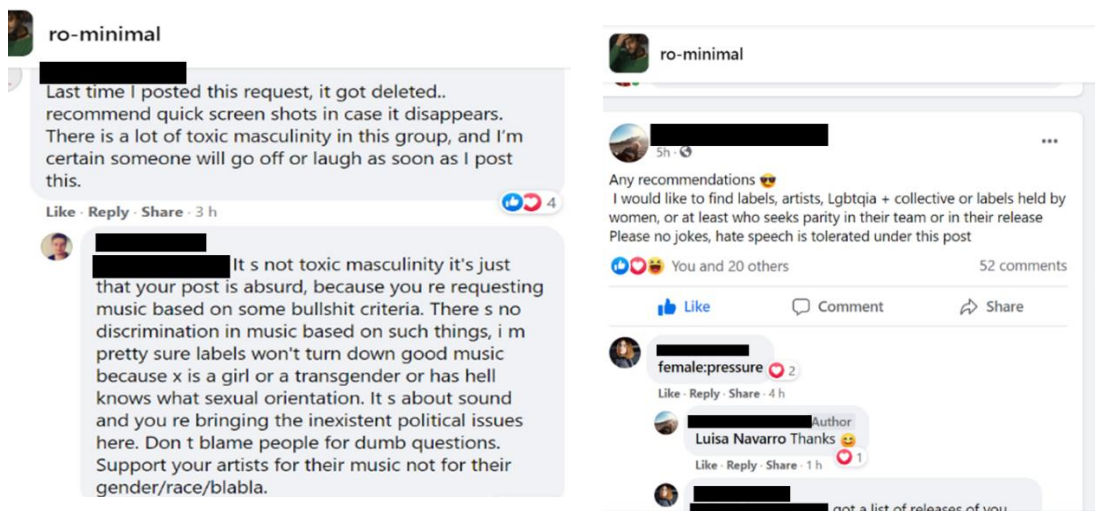 ro-minimal
Last time I posted this request, it got deleted..
recommend quick screen shots in case it disappears.
There is a lot of toxic masculinity in this group, and I'm
certain someone will go off or laugh as soon as I post
this.
Like · Reply · Share · 3 h
4
It s not toxic masculinity it's just
that your post is absurd, because you re requesting
music based on some bullshit criteria. There s no
discrimination in music based on such things, i m
pretty sure labels won't turn down good music
because x is a girl or a transgender or has hell
knows what sexual orientation. It s about sound
and you re bringing the inexistent political issues
here. Don t blame people for dumb questions.
Support your artists for their music not for their
gender/race/blabla.
ro-minimal
5h ·
Any recommendations 😎
I would like to find labels, artists, Lgbtqia + collective or labels held by
women, or at least who seeks parity in their team or in their release
Please no jokes, hate speech is tolerated under this post
You and 20 others
52 comments
Like
Comment
Share
female:pressure
2
Like · Reply · Share · 4 h
Author
Luisa Navarro Thanks 😊
1
Like · Reply · Share · 1 h
got a list of releases of you